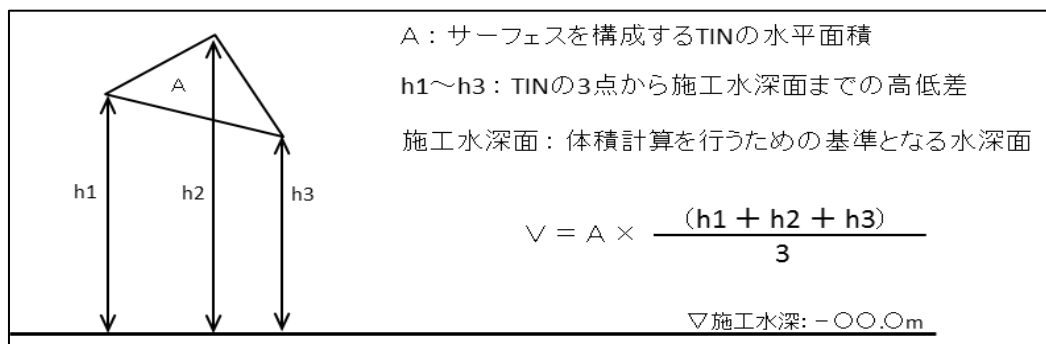 A：サーフェスを構成するTINの水平面積
h1～h3：TINの3点から施工水深面までの高低差
施工水深面：体積計算を行うための基準となる水深面
A
h1
h2
h3
V = A × (h1 + h2 + h3)
3
▽施工水深:－○○.○m